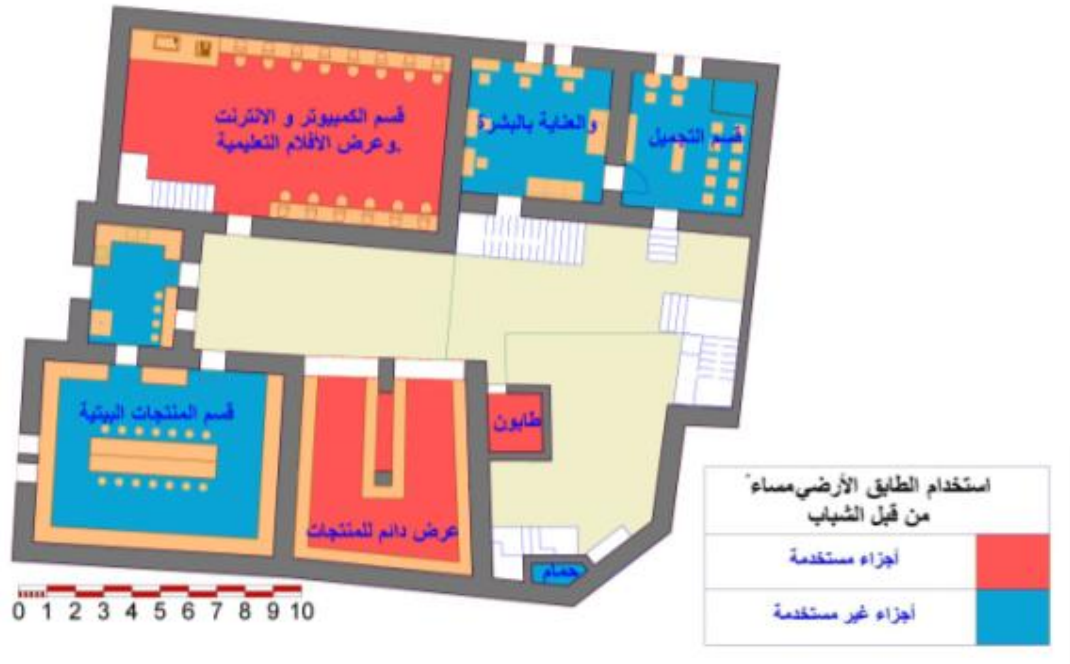 قسم الكمبيوتر و الانترنت
وعرض الأفلام التعليمية.
والعناية بالبشرة
قسم التجميل
قسم المنتجات البيتية
طابون
عرض دائم للمنتجات
حمام
استخدام الطابق الأرضي مساءً
من قبل الشباب
أجزاء مستخدمة
أجزاء غير مستخدمة
0 1 2 3 4 5 6 7 8 9 10